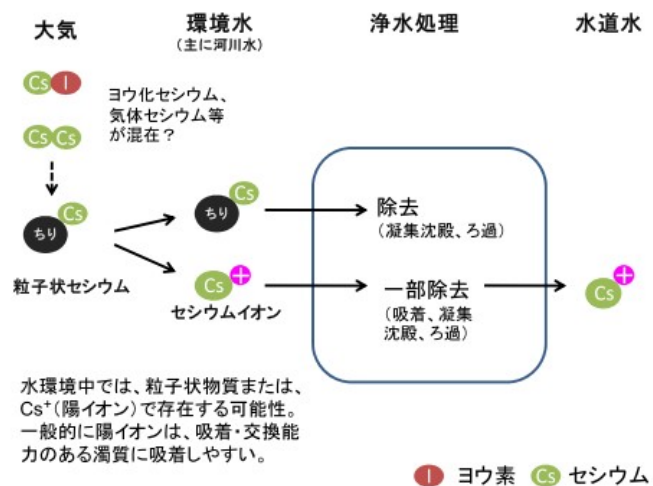 大気
環境水
(主に河川水)
浄水処理
水道水
Cs I
ヨウ化セシウム、
気体セシウム等
が混在?
Cs Cs
ちり Cs
粒子状セシウム
ちり Cs
除去
(凝集沈殿、ろ過)
Cs +
セシウムイオン
一部除去
(吸着、凝集
沈殿、ろ過)
Cs +
水環境中では、粒子状物質または、
Cs⁺(陽イオン)で存在する可能性。
一般的に陽イオンは、吸着・交換能
力のある濁質に吸着しやすい。
I ヨウ素 Cs セシウム